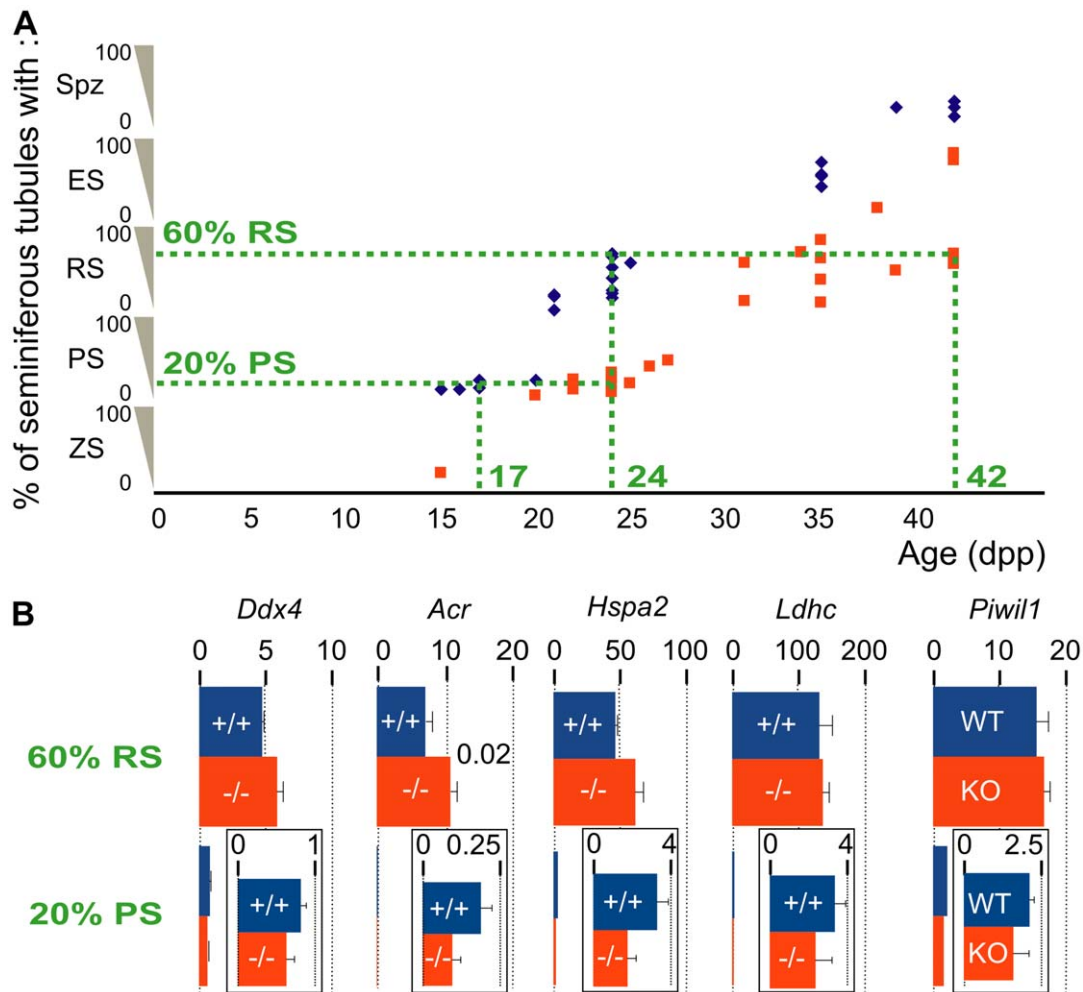 A
% of seminiferous tubules with :
Spz
100
0
ES
100
0
60% RS
RS
100
0
20% PS
PS
100
0
ZS
100
0
17 24 42
0 5 10 15 20 25 30 35 40
Age (dpp)
B
Ddx4 Acr Hspa2 Ldhc Piwil1
0 5 10 0 10 20 0 50 100 0 100 200 0 10 20
60% RS
+/+ +/+ +/+ +/+ WT
0.02
-/- -/- -/- -/- KO
20% PS
0 1 0 0.25 0 4 0 4 0 2.5
+/+ +/+ +/+ +/+ WT
-/- -/- -/- -/- KO